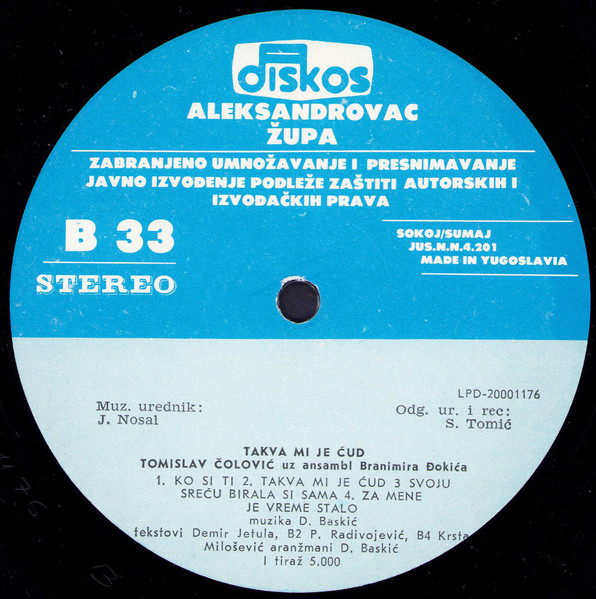 diskos
ALEKSANDROVAC
ŽUPA
ZABRANJENO UMNOŽAVANJE I PRESNIMAVANJE
JAVNO IZVOĐENJE PODLEŽE ZAŠTITI AUTORSKIH I
IZVOĐAČKIH PRAVA
B 33
STEREO
SOKOJ/SUMAJ
JUS.N.N.4.201
MADE IN YUGOSLAVIA
LPD-20001176
Muz. urednik:
J. Nosal
Odg. ur. i rec:
S. Tomić
TAKVA MI JE ĆUD
TOMISLAV ČOLOVIĆ uz ansambl Branimira Đokića
1. KO SI TI 2. TAKVA MI JE ĆUD 3 SVOJU
SREĆU BIRALA SI SAMA 4. ZA MENE
JE VREME STALO
muzika D. Baskić
tekstovi Demir Jetula, B2 P. Radivojević, B4 Krsta
Milošević aranžmani D. Baskić
I tiraž 5.000